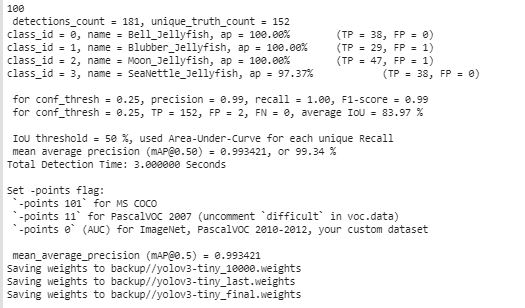 100
detections_count = 181, unique_truth_count = 152
class_id = 0, name = Bell_Jellyfish, ap = 100.00% (TP = 38, FP = 0)
class_id = 1, name = Blubber_Jellyfish, ap = 100.00% (TP = 29, FP = 1)
class_id = 2, name = Moon_Jellyfish, ap = 100.00% (TP = 47, FP = 1)
class_id = 3, name = SeaNettle_Jellyfish, ap = 97.37% (TP = 38, FP = 0)
for conf_thresh = 0.25, precision = 0.99, recall = 1.00, F1-score = 0.99
for conf_thresh = 0.25, TP = 152, FP = 2, FN = 0, average IoU = 83.97 %
IoU threshold = 50 %, used Area-Under-Curve for each unique Recall
mean average precision (mAP@0.50) = 0.993421, or 99.34 %
Total Detection Time: 3.000000 Seconds
Set -points flag:
`-points 101` for MS COCO
`-points 11` for PascalVOC 2007 (uncomment `difficult` in voc.data)
`-points 0` (AUC) for ImageNet, PascalVOC 2010-2012, your custom dataset
mean_average_precision (mAP@0.5) = 0.993421
Saving weights to backup//yolov3-tiny_10000.weights
Saving weights to backup//yolov3-tiny_last.weights
Saving weights to backup//yolov3-tiny_final.weights